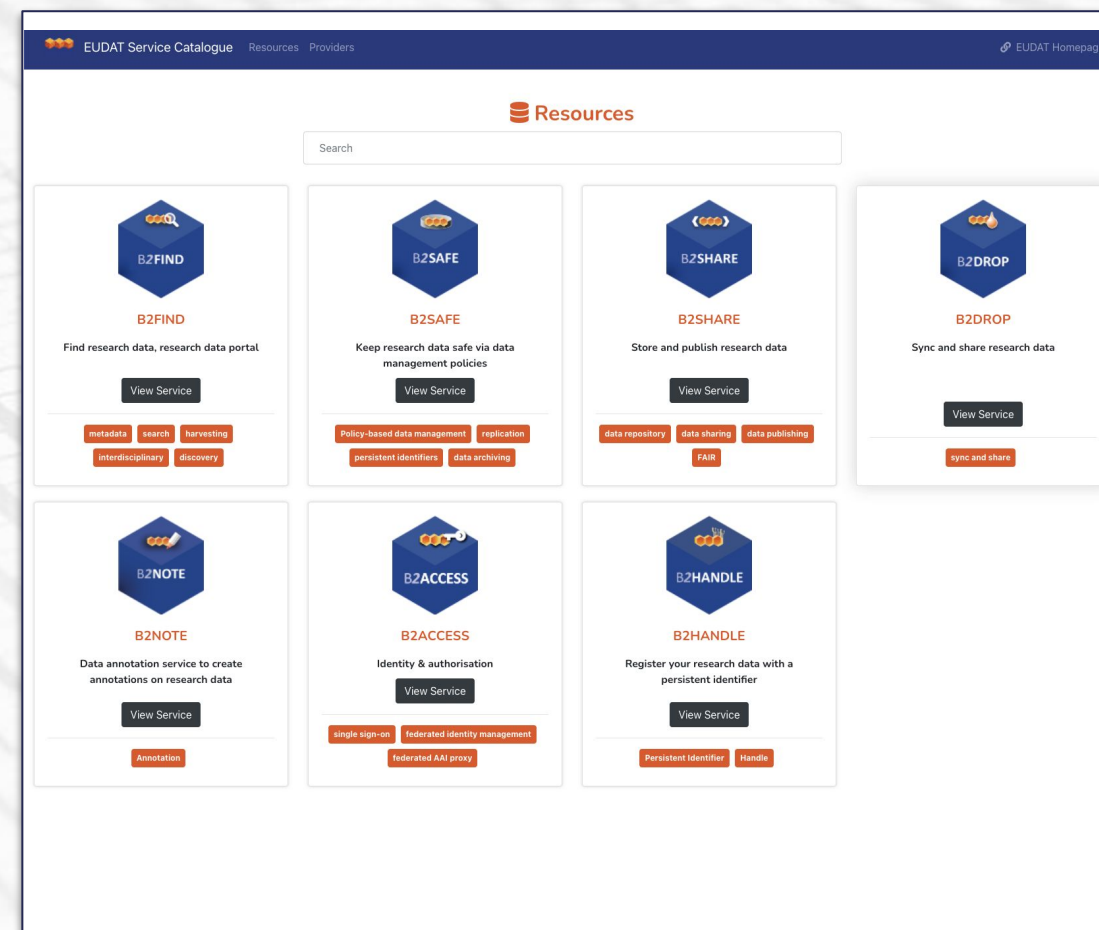 EUDAT Service Catalogue Resources Providers EUDAT Homepag
Resources
Search
B2FIND
B2FIND
Find research data, research data portal
View Service
metadata search harvesting
interdisciplinary discovery
B2SAFE
B2SAFE
Keep research data safe via data
management policies
View Service
Policy-based data management replication
persistent identifiers data archiving
B2SHARE
B2SHARE
Store and publish research data
View Service
data repository data sharing data publishing
FAIR
B2DROP
B2DROP
Sync and share research data
View Service
sync and share
B2NOTE
B2NOTE
Data annotation service to create
annotations on research data
View Service
Annotation
B2ACCESS
B2ACCESS
Identity & authorisation
View Service
single sign-on federated identity management
federated AAI proxy
B2HANDLE
B2HANDLE
Register your research data with a
persistent identifier
View Service
Persistent Identifier Handle